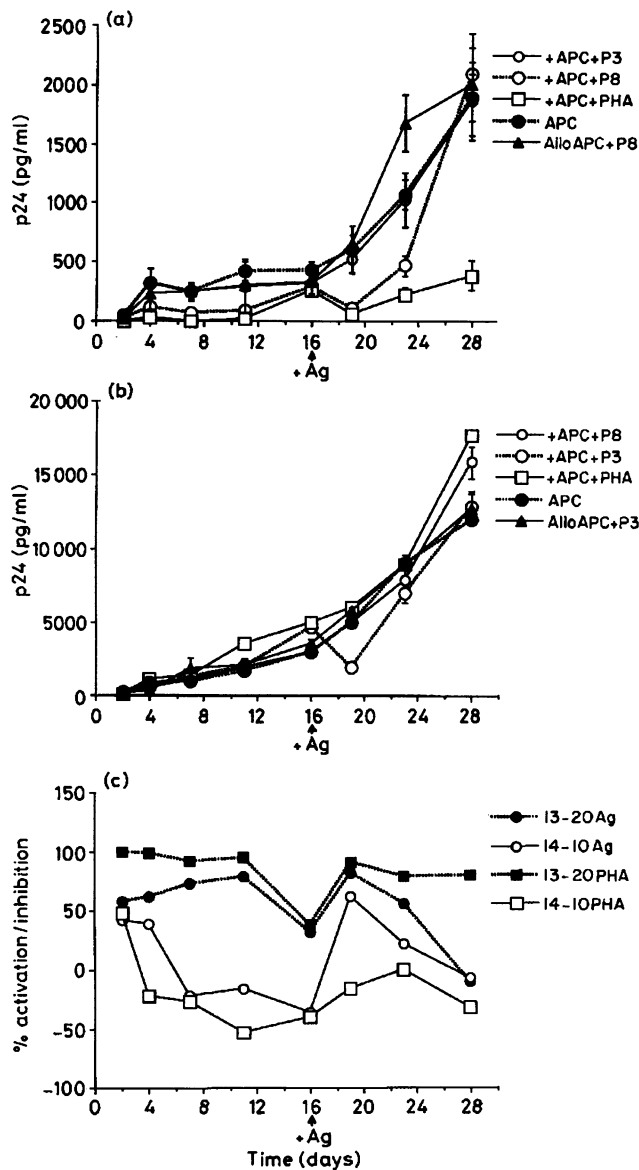 (a)
2500
2000
1500
1000
500
0
p24 (pg/ml)
0 4 8 12 16 20 24 28
+Ag
+APC+P3
+APC+P8
+APC+PHA
APC
AlloAPC+P8
(b)
20 000
15 000
10 000
5000
0
p24 (pg/ml)
0 4 8 12 16 20 24 28
+Ag
+APC+P8
+APC+P3
+APC+PHA
APC
AlloAPC+P3
(c)
150
100
50
0
-50
-100
% activation/inhibition
0 4 8 12 16 20 24 28
+Ag
Time (days)
13-20Ag
14-10Ag
13-20PHA
14-10PHA